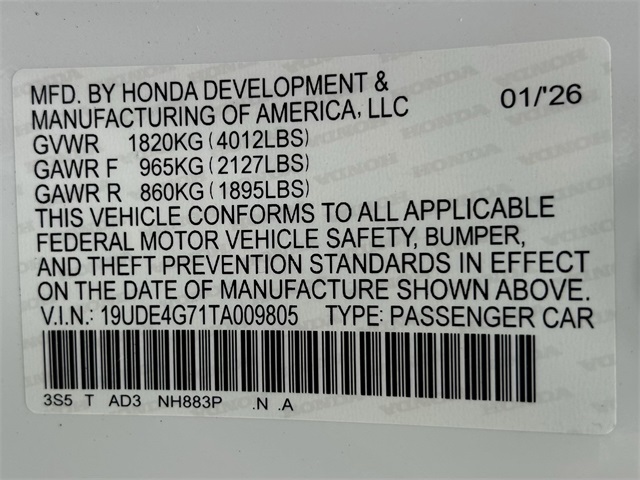 MFD. BY HONDA DEVELOPMENT &
MANUFACTURING OF AMERICA, LLC 01/'26
GVWR 1820KG(4012LBS)
GAWR F 965KG(2127LBS)
GAWR R 860KG(1895LBS)
THIS VEHICLE CONFORMS TO ALL APPLICABLE
FEDERAL MOTOR VEHICLE SAFETY, BUMPER,
AND THEFT PREVENTION STANDARDS IN EFFECT
ON THE DATE OF MANUFACTURE SHOWN ABOVE.
V.I.N.: 19UDE4G71TA009805 TYPE: PASSENGER CAR
3S5 T AD3 NH883P .N .A